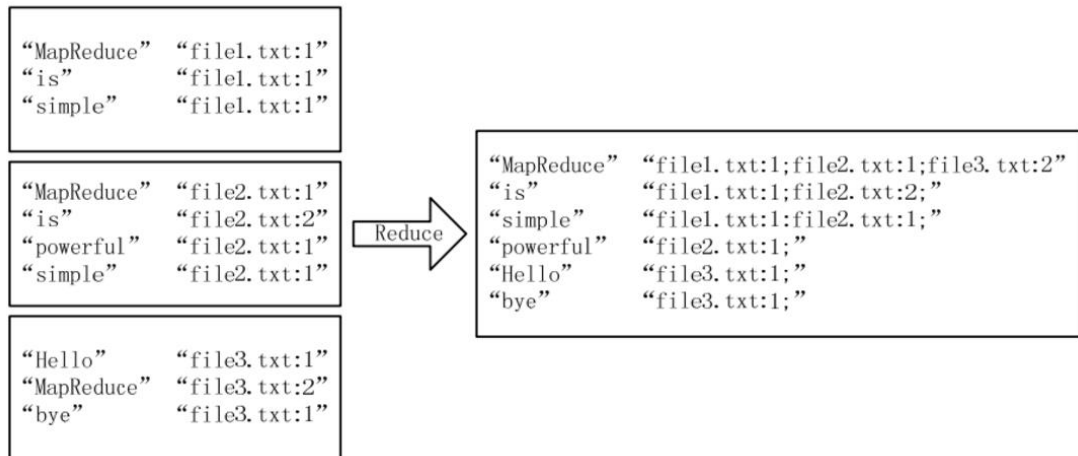 “MapReduce” “file1.txt:1”
“is” “file1.txt:1”
“simple” “file1.txt:1”
“MapReduce” “file2.txt:1”
“is” “file2.txt:2”
“powerful” “file2.txt:1”
“simple” “file2.txt:1”
“Hello” “file3.txt:1”
“MapReduce” “file3.txt:2”
“bye” “file3.txt:1”
Reduce
“MapReduce” “file1.txt:1;file2.txt:1;file3.txt:2”
“is” “file1.txt:1;file2.txt:2;”
“simple” “file1.txt:1:file2.txt:1;”
“powerful” “file2.txt:1;”
“Hello” “file3.txt:1;”
“bye” “file3.txt:1;”